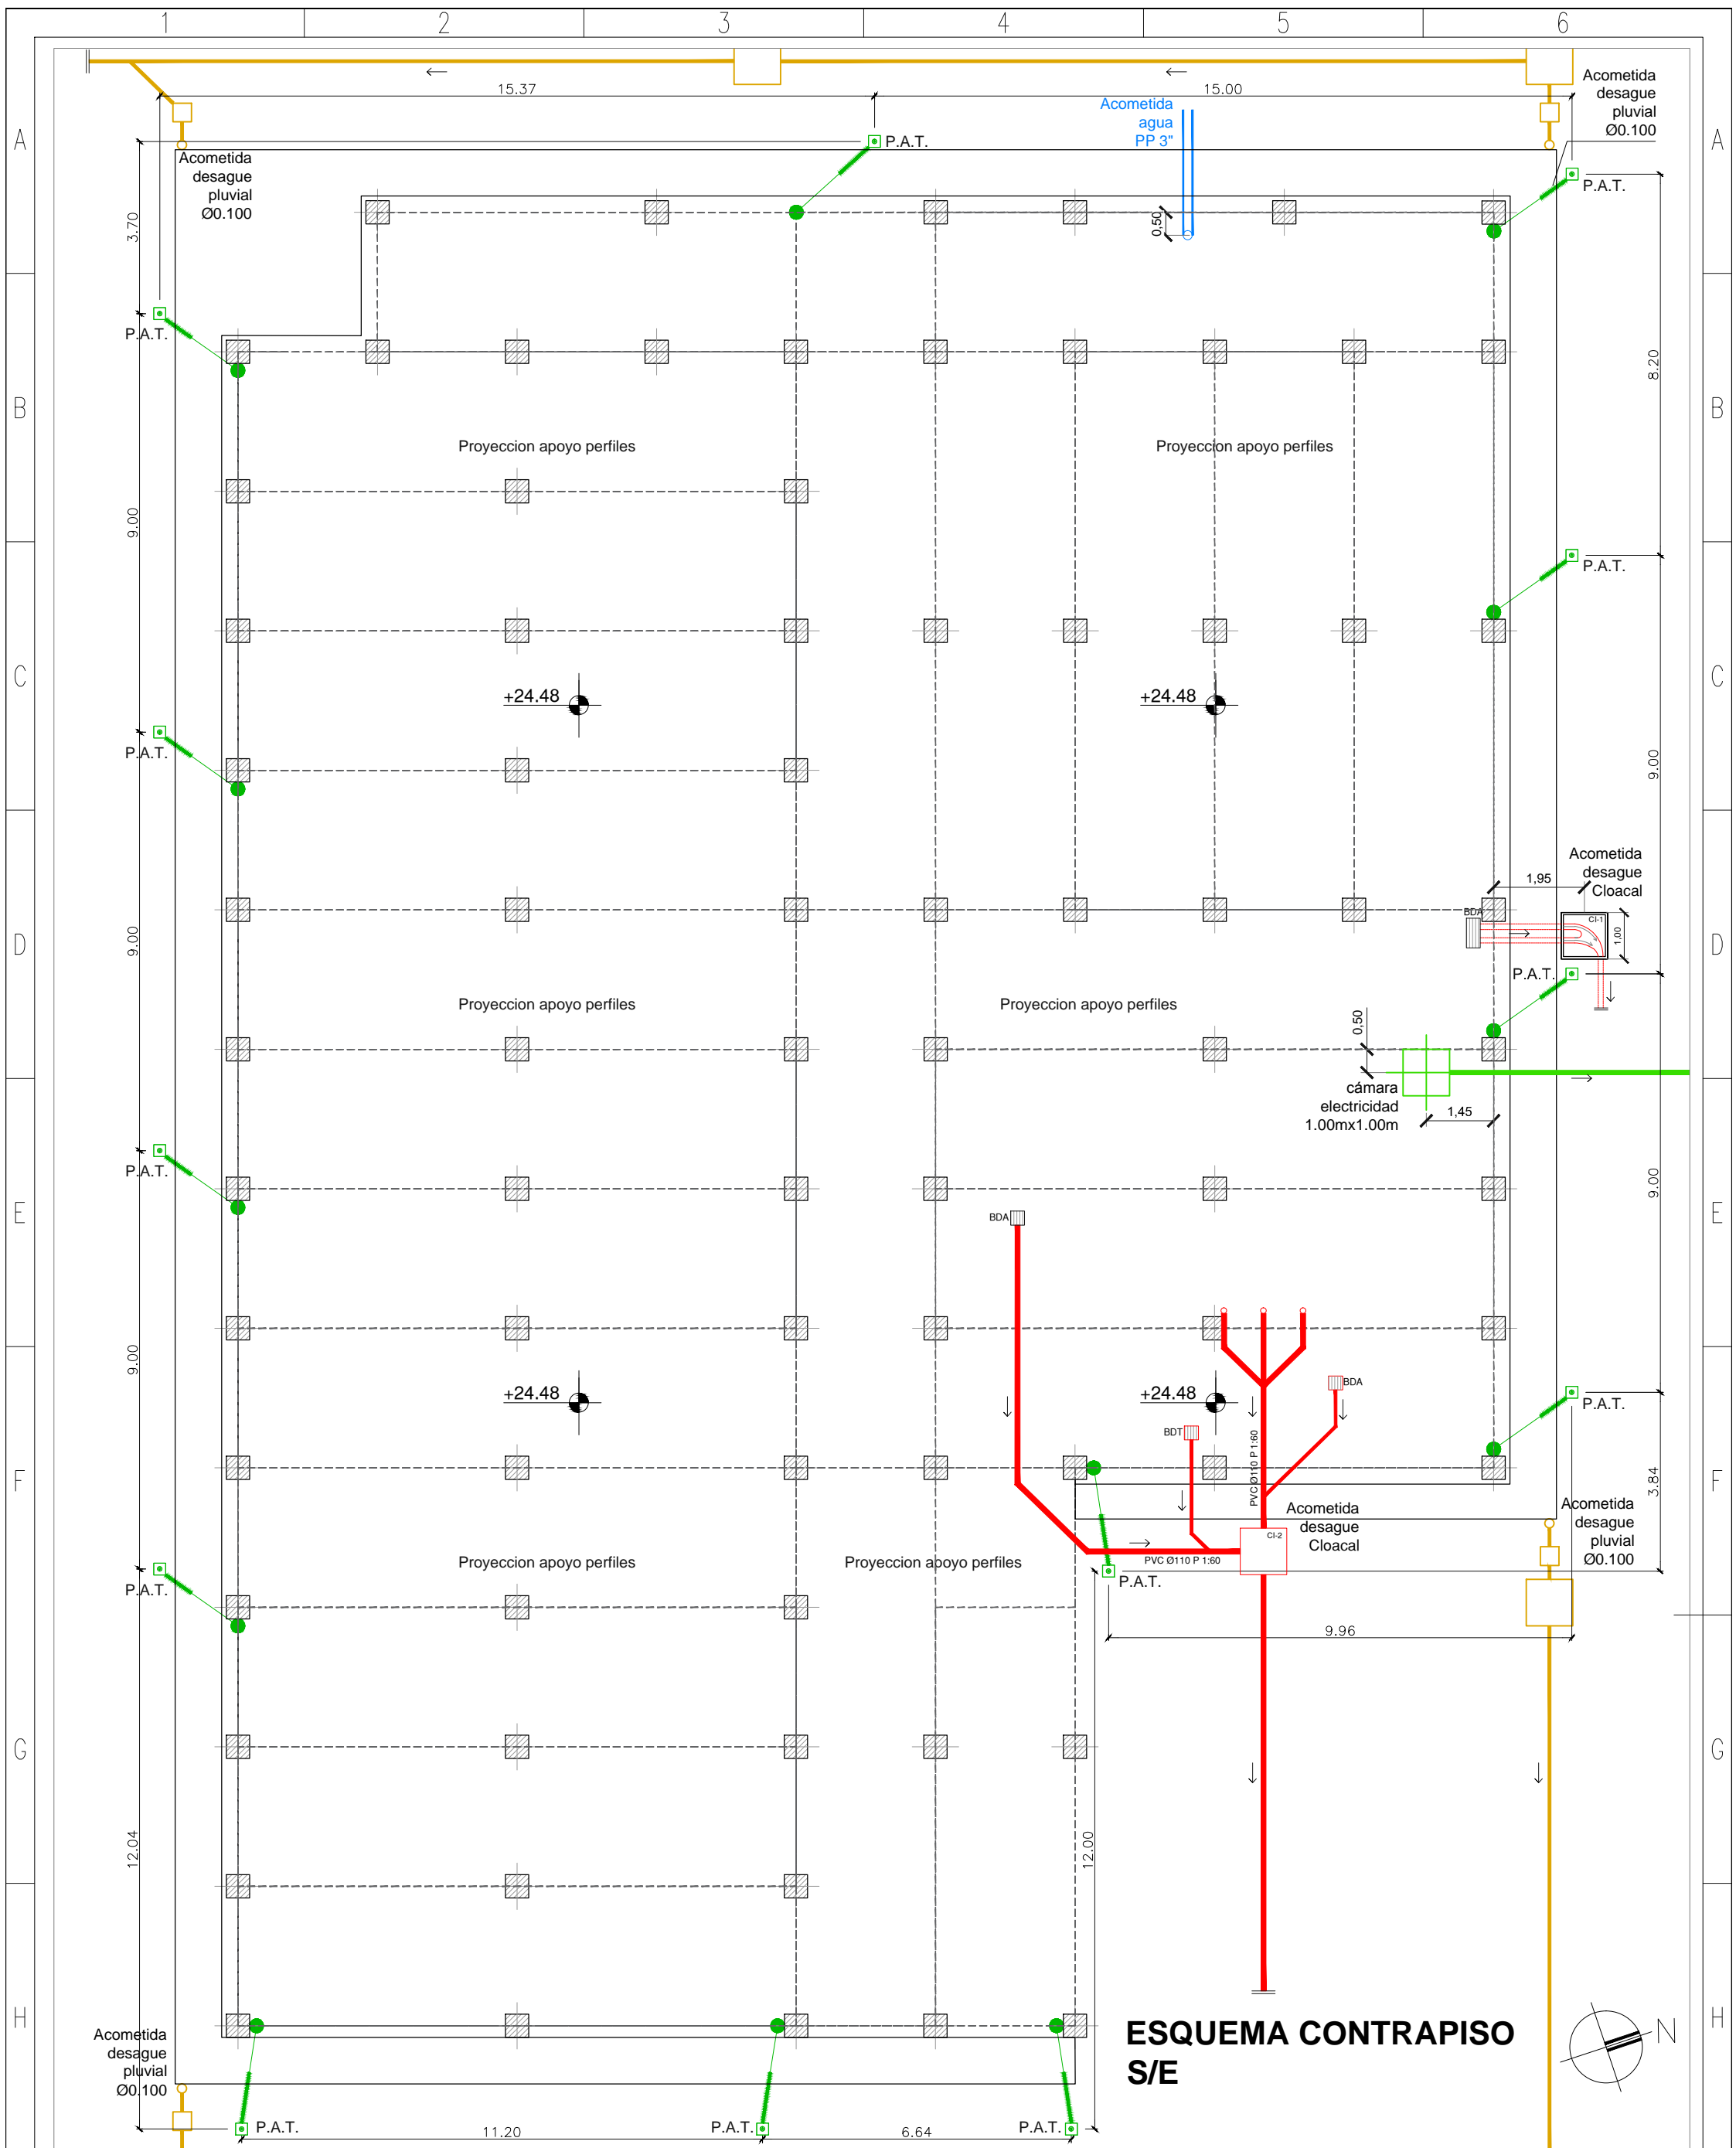 1
2
3
4
5
6
15.37
15.00
Acometida
desague
pluvial
Ø0.100
Acometida
agua
PP 3"
A
P.A.T.
A
Acometida
desague
pluvial
Ø0.100
P.A.T.
3.70
0,50
P.A.T.
8.20
B
B
Proyeccion apoyo perfiles
Proyeccion apoyo perfiles
9.00
P.A.T.
C
C
+24.48
+24.48
P.A.T.
9.00
Acometida
desague
Cloacal
1,95
BDA
CI-1
1.00
D
9.00
D
P.A.T.
Proyeccion apoyo perfiles
Proyeccion apoyo perfiles
0,50
cámara
electricidad
1.00mx1.00m
1,45
P.A.T.
9.00
E
BDA
E
9.00
+24.48
+24.48
BDA
P.A.T.
BDT
PVC Ø110 P 1:60
F
F
3.84
Acometida
desague
Cloacal
Acometida
desague
pluvial
Ø0.100
CI-2
Proyeccion apoyo perfiles
Proyeccion apoyo perfiles
PVC Ø110 P 1:60
P.A.T.
P.A.T.
9.96
G
G
12.04
12.00
H
H
Acometida
desague
pluvial
Ø0.100
ESQUEMA CONTRAPISO
S/E
N
P.A.T.
11.20
P.A.T.
6.64
P.A.T.